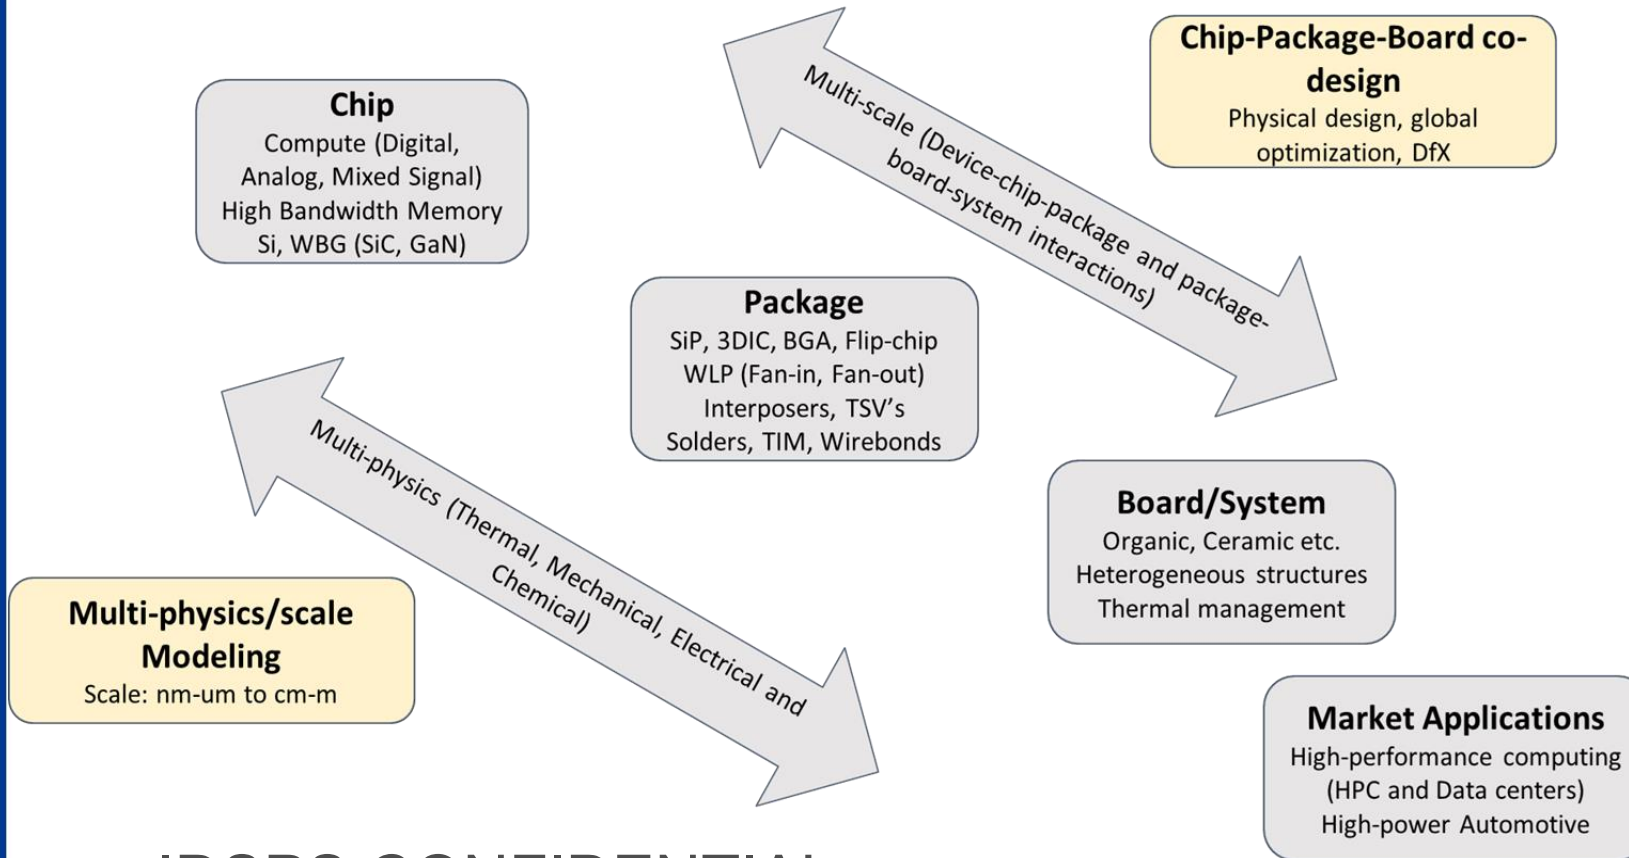 Chip-Package-Board co-
design
Physical design, global
optimization, DfX
Multi-scale (Device-chip-package and package-
board-system interactions)
Chip
Compute (Digital,
Analog, Mixed Signal)
High Bandwidth Memory
Si, WBG (SiC, GaN)
Package
SiP, 3DIC, BGA, Flip-chip
WLP (Fan-in, Fan-out)
Interposers, TSV's
Solders, TIM, Wirebonds
Multi-physics (Thermal, Mechanical, Electrical and
Chemical)
Board/System
Organic, Ceramic etc.
Heterogeneous structures
Thermal management
Multi-physics/scale
Modeling
Scale: nm-um to cm-m
Market Applications
High-performance computing
(HPC and Data centers)
High-power Automotive
CONFIDENTIAL